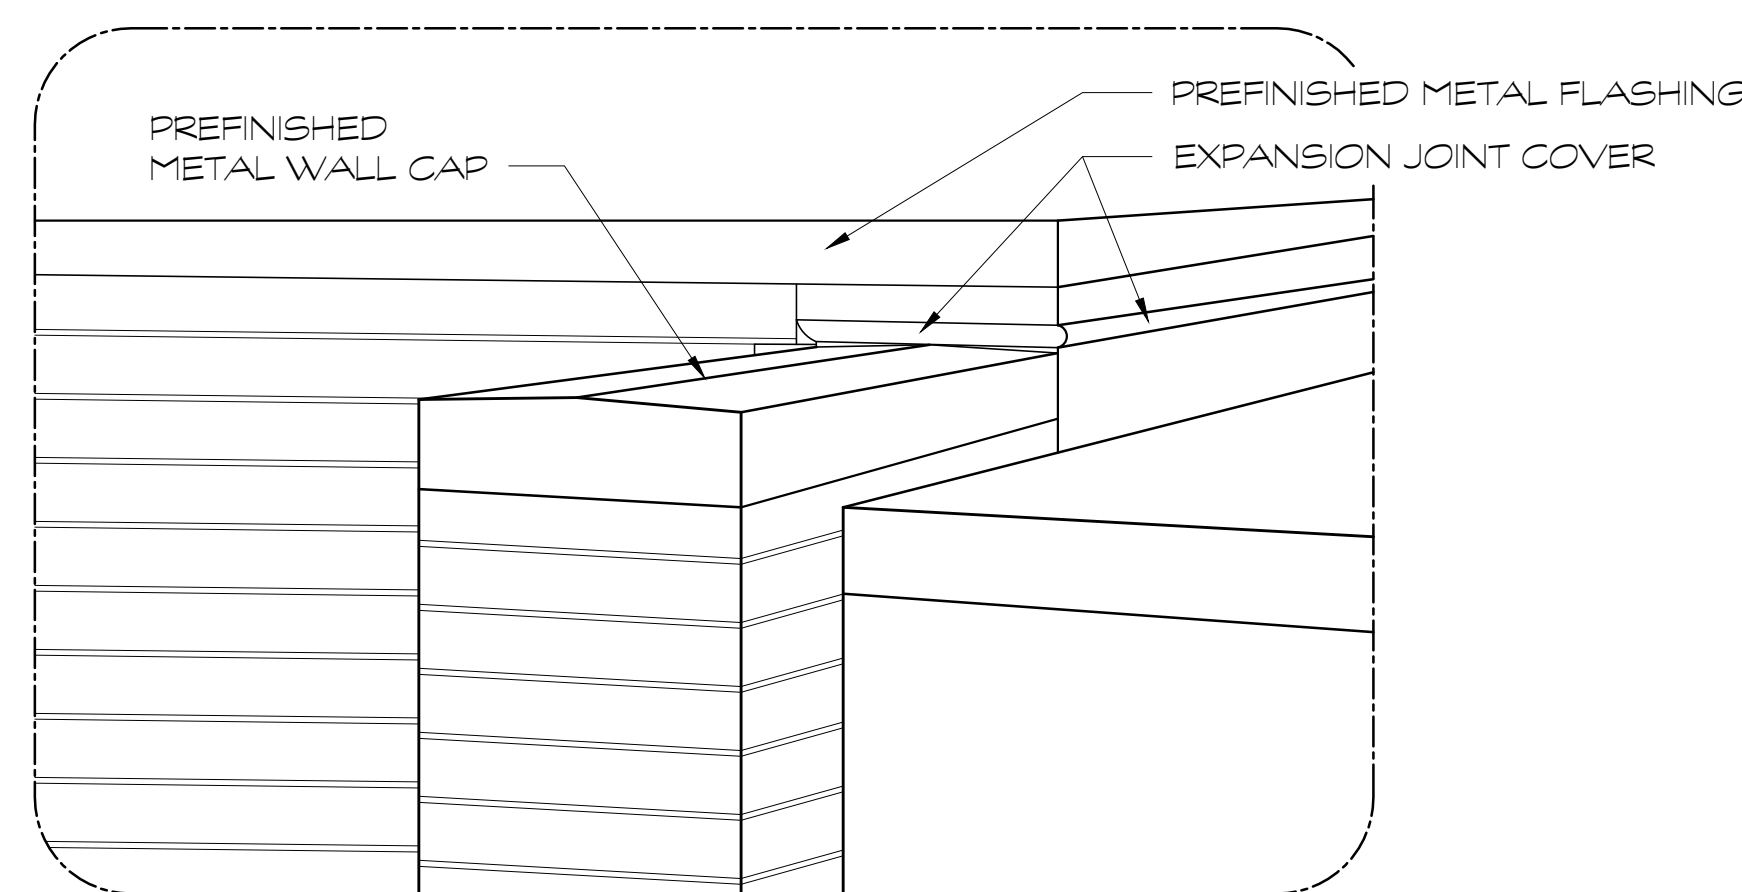 PREFINISHED METAL FLASHING
PREFINISHED
METAL WALL CAP
EXPANSION JOINT COVER